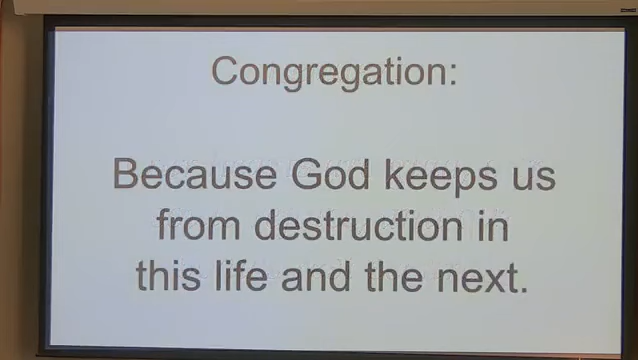 Congregation:
Because God keeps us
from destruction in
this life and the next.